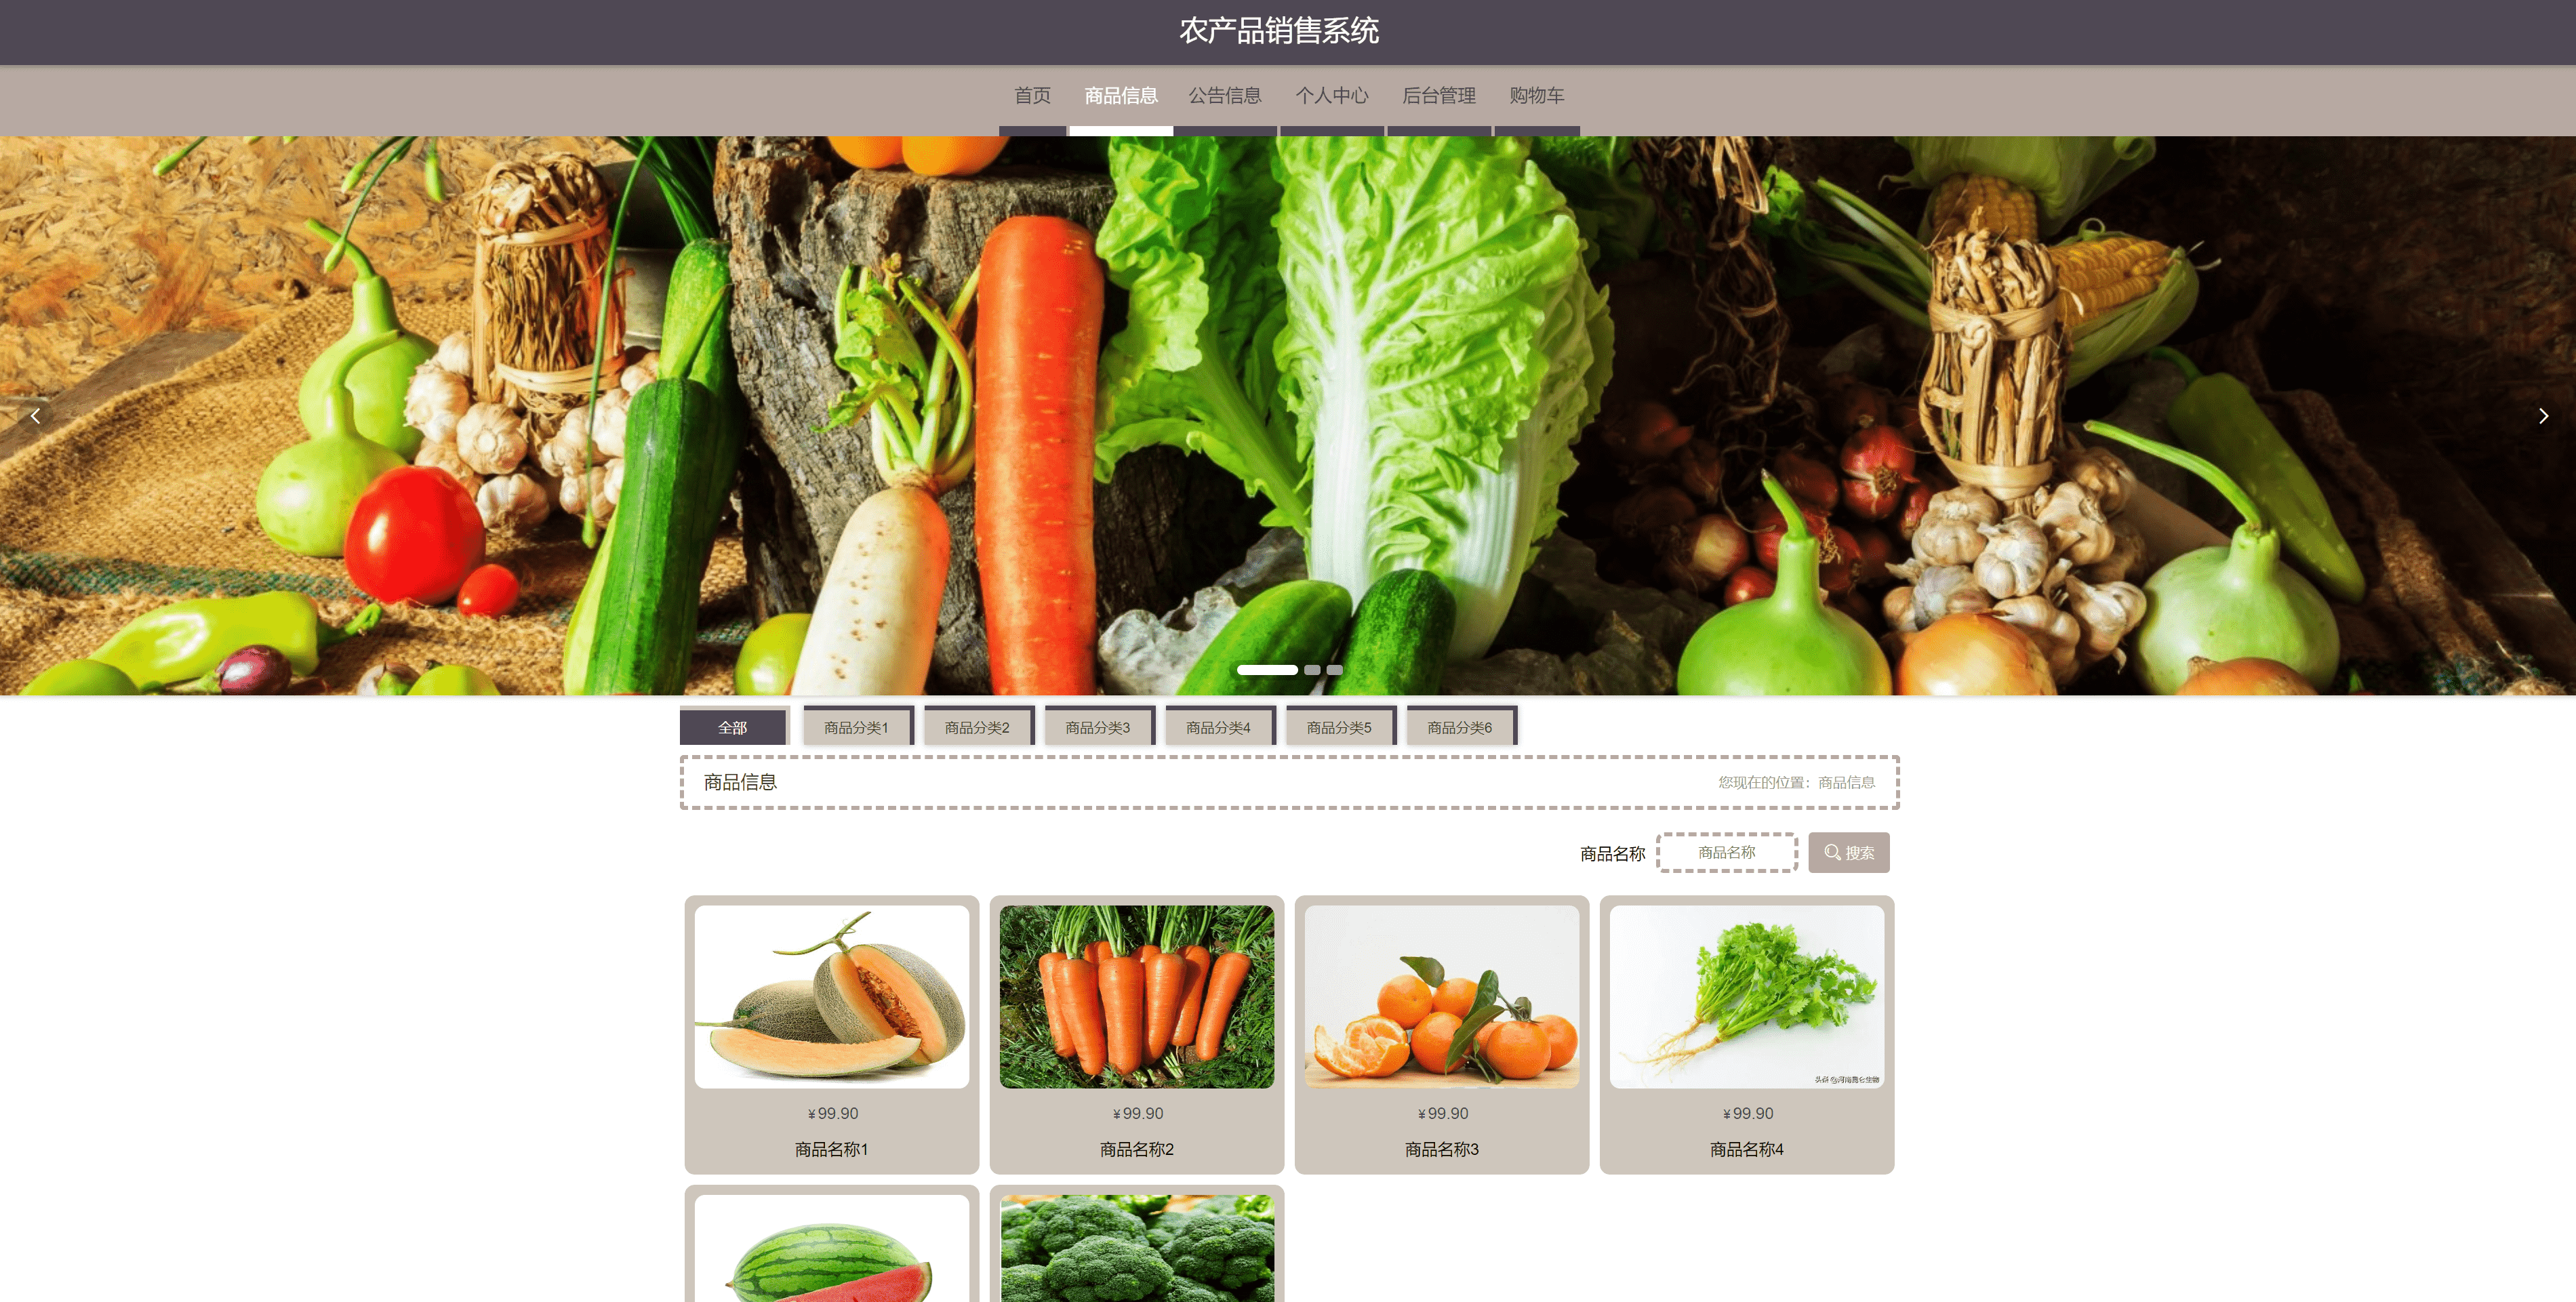 农产品销售系统
首页 商品信息 公告信息 个人中心 后台管理 购物车
全部 商品分类1 商品分类2 商品分类3 商品分类4 商品分类5 商品分类6
商品信息 您现在的位置：商品信息
商品名称 商品名称 搜索
¥99.90 ¥99.90 ¥99.90 ¥99.90
商品名称1 商品名称2 商品名称3 商品名称4